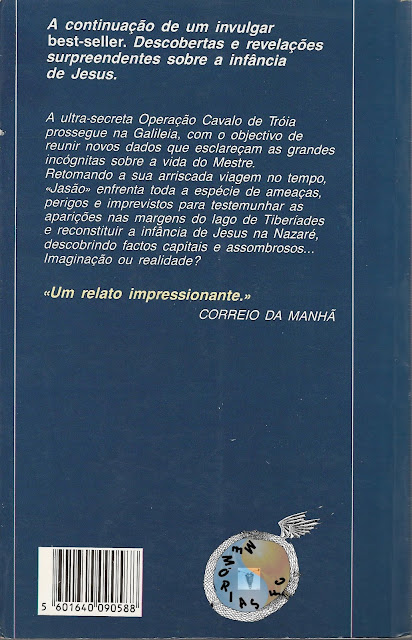 A continuação de um invulgar
best-seller. Descobertas e revelações
surpreendentes sobre a infância
de Jesus.
A ultra-secreta Operação Cavalo de Tróia
prossegue na Galileia, com o objectivo de
reunir novos dados que esclareçam as grandes
incógnitas sobre a vida do Mestre.
Retomando a sua arriscada viagem no tempo,
«Jasão» enfrenta toda a espécie de ameaças,
perigos e imprevistos para testemunhar as
aparições nas margens do lago de Tiberíades
e reconstituir a infância de Jesus na Nazaré,
descobrindo factos capitais e assombrosos...
Imaginação ou realidade?
«Um relato impressionante.»
CORREIO DA MANHÃ
MEMÓRIAS FC
5 601640 090588